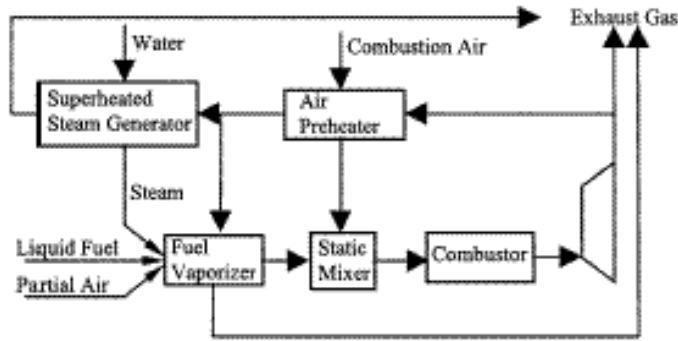 Exhaust Gas
Water
Combustion Air
Superheated
Steam Generator
Air
Preheater
Steam
Liquid Fuel
Partial Air
Fuel
Vaporizer
Static
Mixer
Combustor